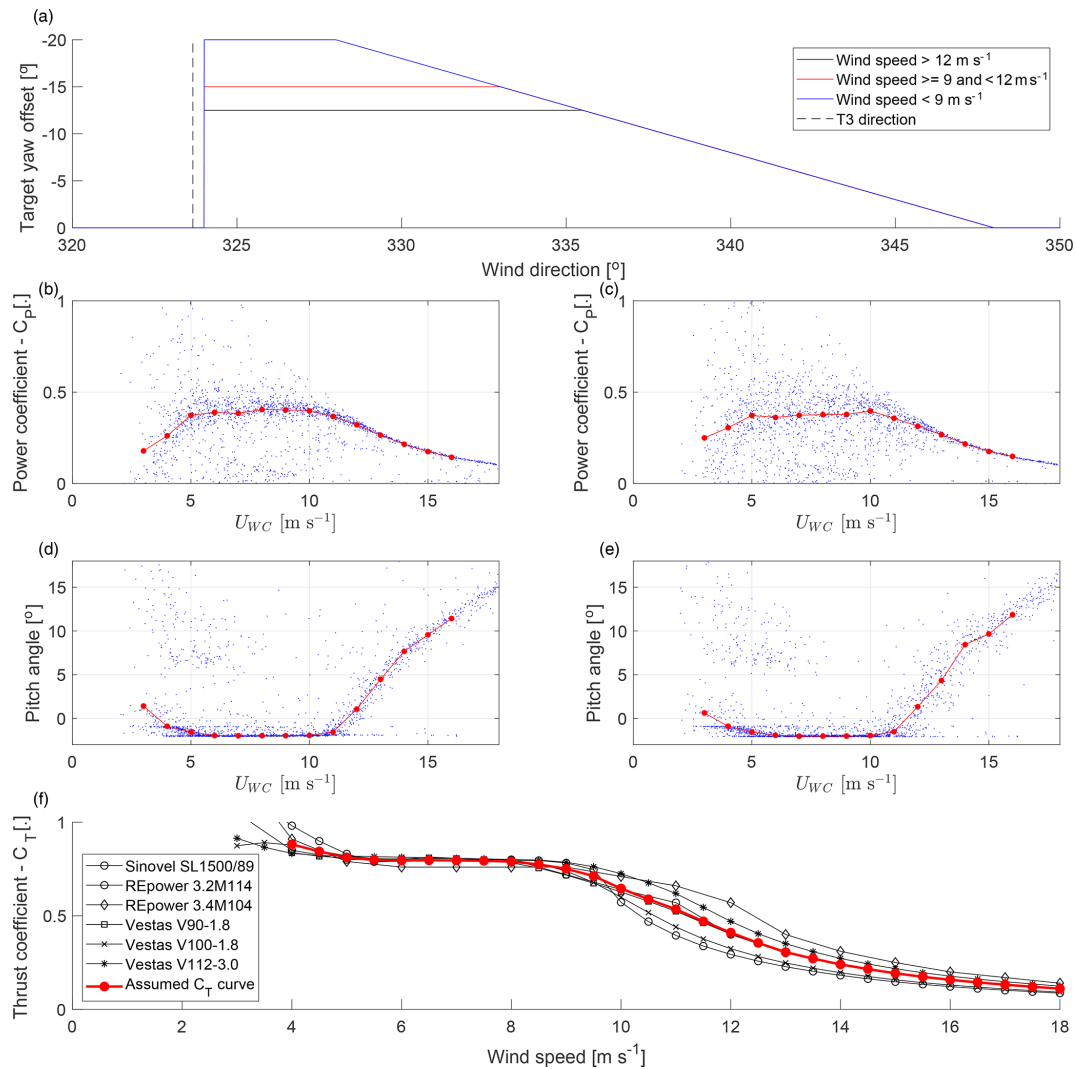 (a)
-20
-15
-10
-5
0
Target yaw offset [º]
320
325
330
335
340
345
350
Wind direction [º]
Wind speed > 12 m s⁻¹
Wind speed >= 9 and < 12 m s⁻¹
Wind speed < 9 m s⁻¹
T3 direction
(b)
1
0.5
0
Power coefficient - C_P[.]
0
5
10
15
U_WC [m s⁻¹]
(c)
1
0.5
0
Power coefficient - C_P[.]
0
5
10
15
U_WC [m s⁻¹]
(d)
15
10
5
0
Pitch angle [º]
0
5
10
15
U_WC [m s⁻¹]
(e)
15
10
5
0
Pitch angle [º]
0
5
10
15
U_WC [m s⁻¹]
(f)
1
0.5
0
Thrust coefficient - C_T[.]
Sinovel SL1500/89
REpower 3.2M114
REpower 3.4M104
Vestas V90-1.8
Vestas V100-1.8
Vestas V112-3.0
Assumed C_T curve
0
2
4
6
8
10
12
14
16
18
Wind speed [m s⁻¹]